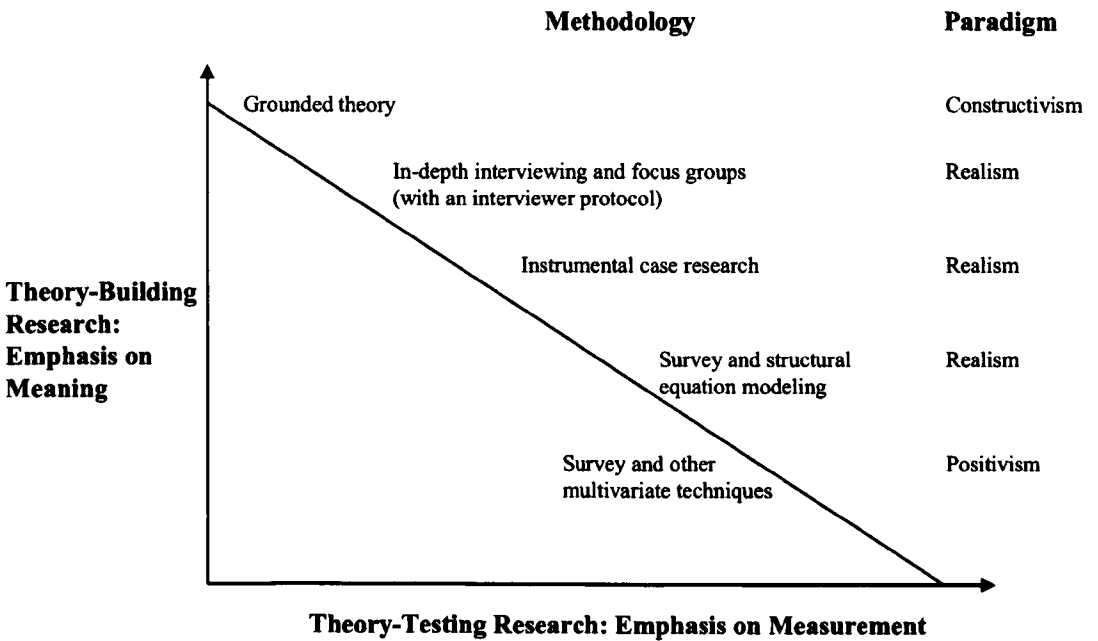 Methodology
Paradigm
Grounded theory
Constructivism
In-depth interviewing and focus groups
(with an interviewer protocol)
Realism
Instrumental case research
Realism
Theory-Building
Research:
Emphasis on
Meaning
Survey and structural
equation modeling
Realism
Survey and other
multivariate techniques
Positivism
Theory-Testing Research: Emphasis on Measurement